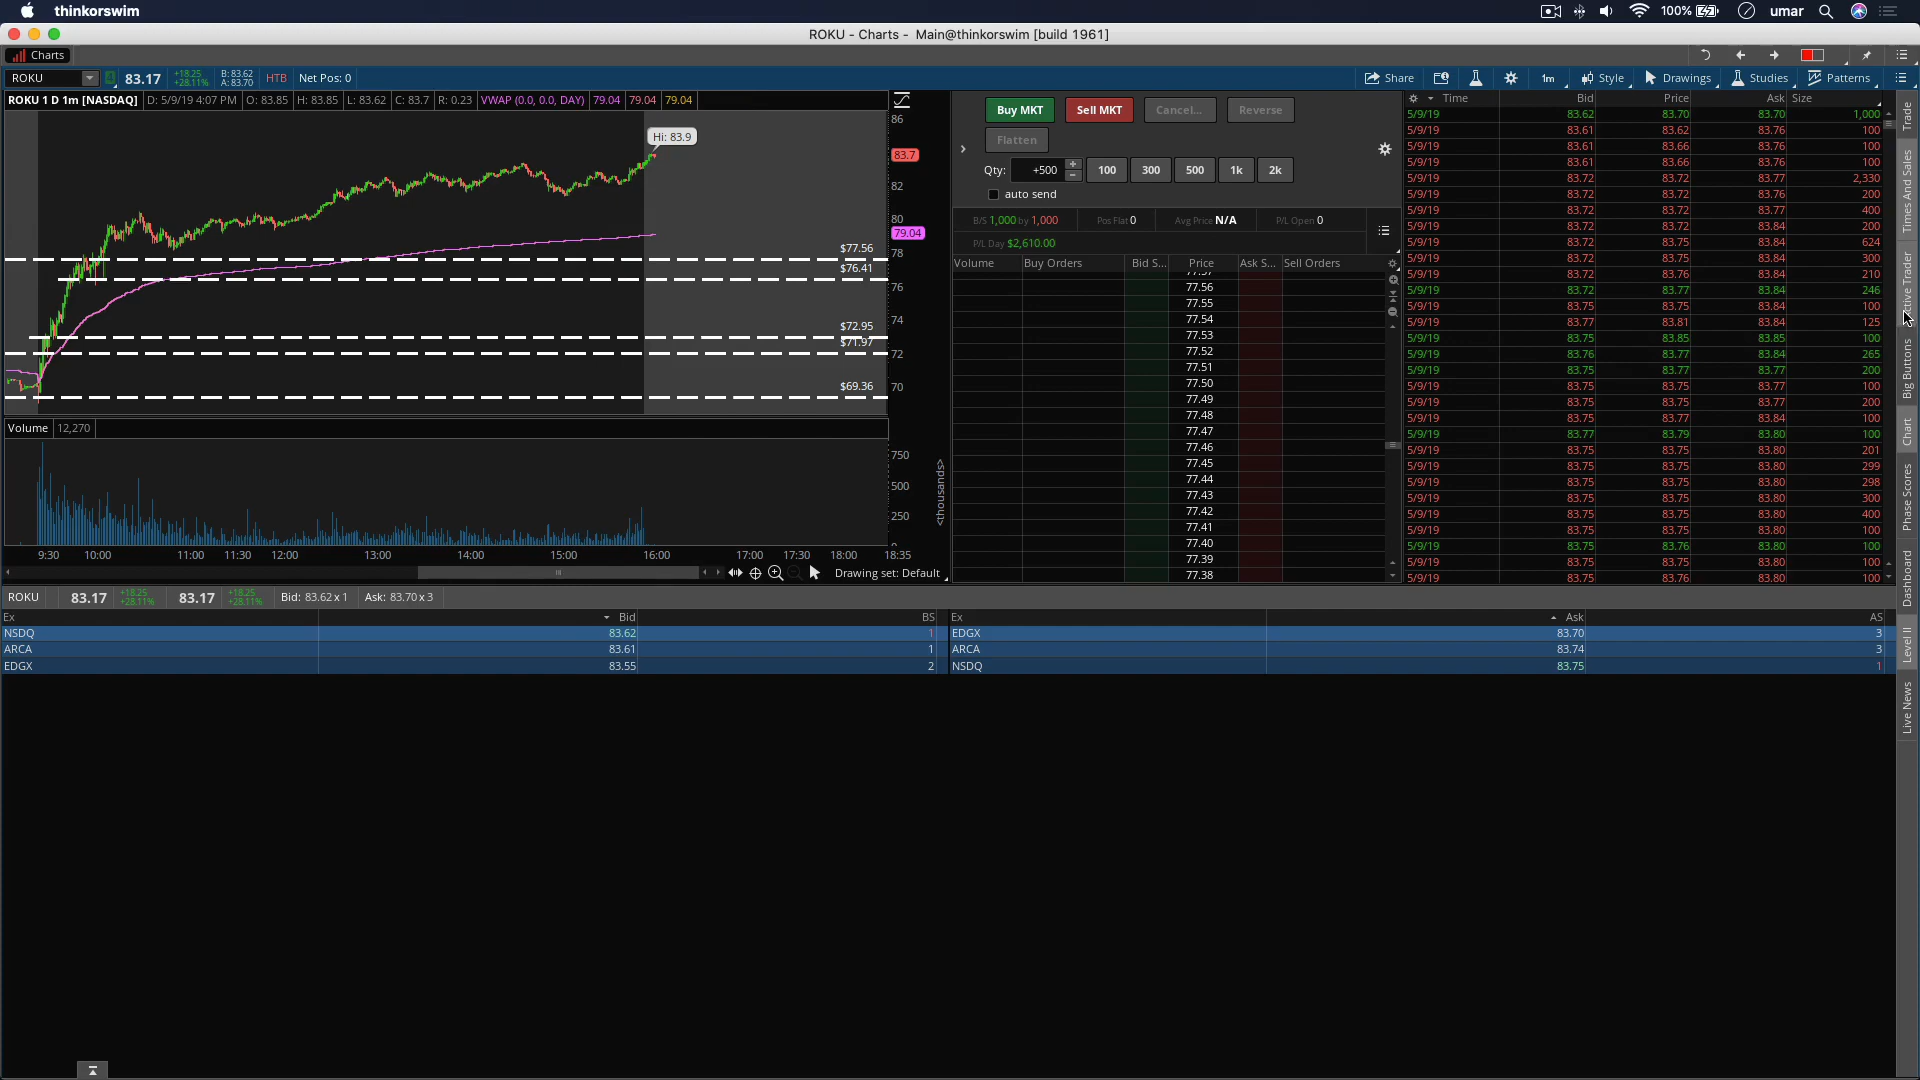 thinkorswim 100% umar
ROKU - Charts - Main@thinkorswim [build 1961]
Charts
ROKU 83.17 +18.25 +28.11% B: 83.62 A: 83.70 HTB Net Pos: 0 Share 1m Style Drawings Studies Patterns
ROKU 1 D 1m [NASDAQ] D: 5/9/19 4:07 PM O: 83.85 H: 83.85 L: 83.62 C: 83.7 R: 0.23 VWAP (0.0, 0.0, DAY) 79.04 79.04 79.04
Hi: 83.9
$77.56
$76.41
$72.95
$71.97
$69.36
86
83.7
82
80
79.04
78
76
74
72
70
Volume 12,270
750
500
250
<thousands>
9:30 10:00 11:00 11:30 12:00 13:00 14:00 15:00 16:00 17:00 17:30 18:00 18:35
Drawing set: Default
Buy MKT Sell MKT Cancel... Reverse
Flatten
Qty: +500 100 300 500 1k 2k
auto send
B/S 1,000 by 1,000 Pos Flat 0 Avg Price N/A P/L Open 0
P/L Day $2,610.00
Volume Buy Orders Bid S... Price Ask S... Sell Orders
77.56
77.55
77.54
77.53
77.52
77.51
77.50
77.49
77.48
77.47
77.46
77.45
77.44
77.43
77.42
77.41
77.40
77.39
77.38
Time Bid Price Ask Size
5/9/19 83.62 83.70 83.70 1,000
5/9/19 83.61 83.62 83.76 100
5/9/19 83.61 83.66 83.76 100
5/9/19 83.61 83.66 83.76 100
5/9/19 83.72 83.72 83.77 2,330
5/9/19 83.72 83.72 83.76 200
5/9/19 83.72 83.72 83.77 400
5/9/19 83.72 83.72 83.84 200
5/9/19 83.72 83.75 83.84 624
5/9/19 83.72 83.75 83.84 300
5/9/19 83.72 83.76 83.84 210
5/9/19 83.72 83.77 83.84 246
5/9/19 83.75 83.75 83.84 100
5/9/19 83.77 83.81 83.84 125
5/9/19 83.75 83.85 83.85 100
5/9/19 83.76 83.77 83.84 265
5/9/19 83.75 83.77 83.77 200
5/9/19 83.75 83.75 83.77 100
5/9/19 83.75 83.75 83.77 200
5/9/19 83.75 83.77 83.84 100
5/9/19 83.77 83.79 83.80 100
5/9/19 83.75 83.75 83.80 201
5/9/19 83.75 83.75 83.80 299
5/9/19 83.75 83.75 83.80 298
5/9/19 83.75 83.75 83.80 300
5/9/19 83.75 83.75 83.80 400
5/9/19 83.75 83.75 83.80 100
5/9/19 83.75 83.76 83.80 100
5/9/19 83.75 83.75 83.80 100
5/9/19 83.75 83.76 83.80 100
Trade
Times And Sales
Active Trader
Big Buttons
Chart
Phase Scores
Dashboard
Level II
Live News
ROKU 83.17 +18.25 +28.11% 83.17 +18.25 +28.11% Bid: 83.62 x 1 Ask: 83.70 x 3
Ex Bid BS Ex Ask AS
NSDQ 83.62 1 EDGX 83.70 3
ARCA 83.61 1 ARCA 83.74 3
EDGX 83.55 2 NSDQ 83.75 1